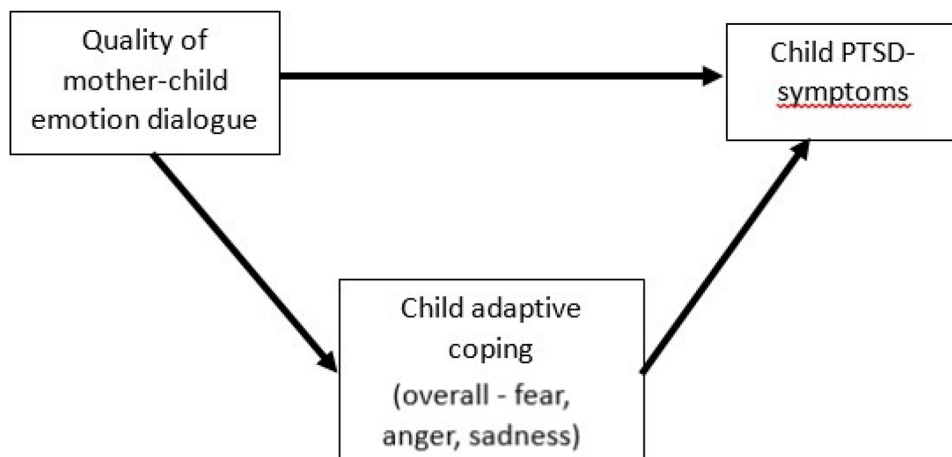 Quality of
mother-child
emotion dialogue
Child PTSD-
symptoms
Child adaptive
coping
(overall - fear,
anger, sadness)